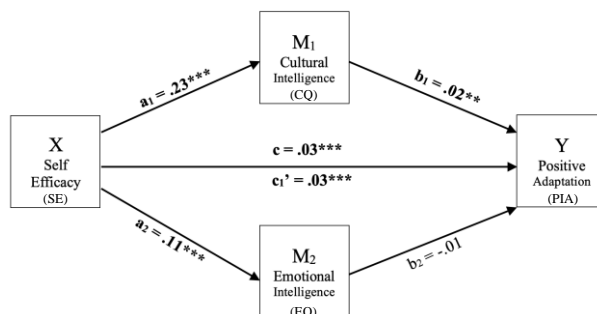 M₁
Cultural
Intelligence
(CQ)
a₁ = .23***
b₁ = .02**
X
Self
Efficacy
(SE)
c = .03***
c₁’ = .03***
Y
Positive
Adaptation
(PIA)
a₂ = .11***
b₂ = -.01
M₂
Emotional
Intelligence
(EQ)